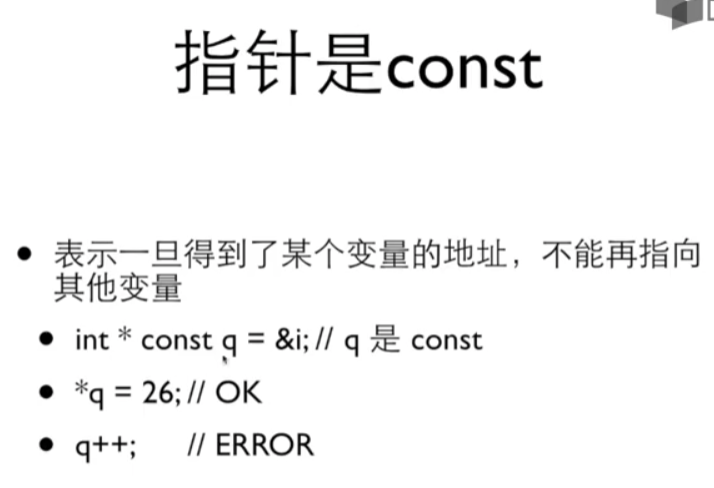 指针是const
• 表示一旦得到了某个变量的地址，不能再指向
其他变量
• int * const q = &i; // q 是 const
• *q = 26; // OK
• q++; // ERROR